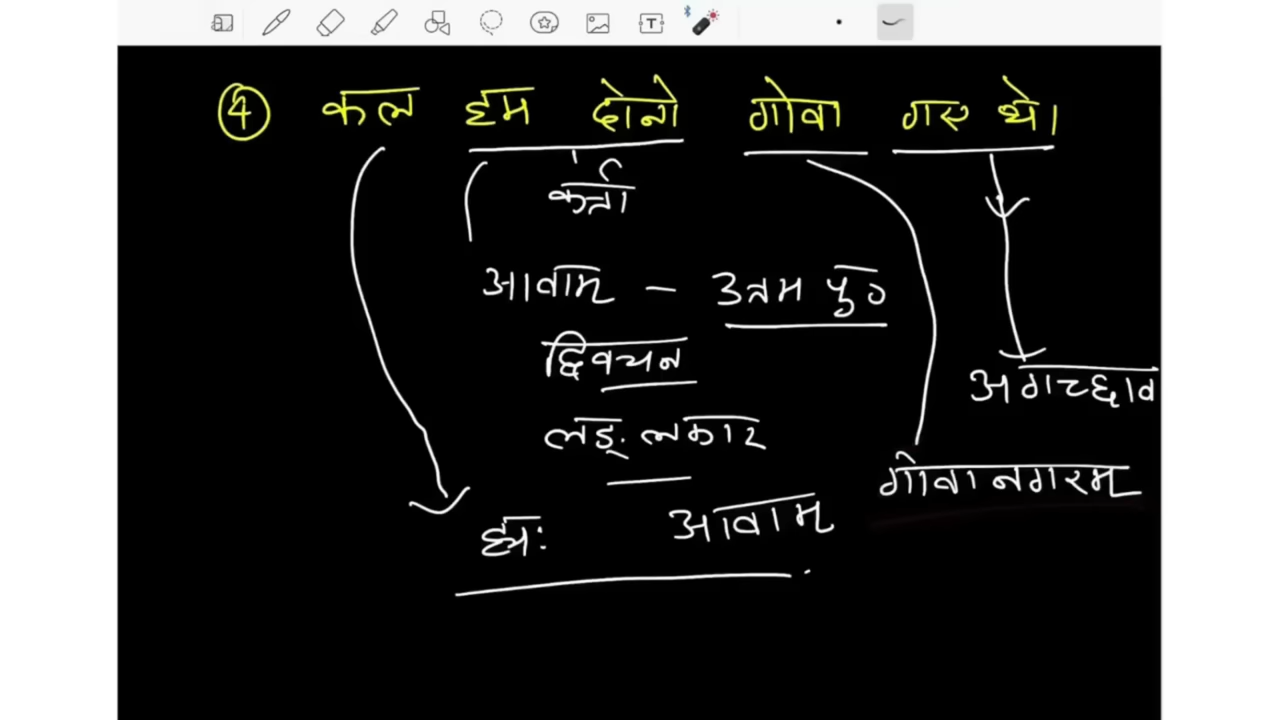 ④ कल हम दोनो गोवा गए थे।
कर्ता
आवाम् - उत्तम पु०
द्विवचन
अगच्छाव
लङ् लकार
गोवा नगरम्
ह्यः आवाम्